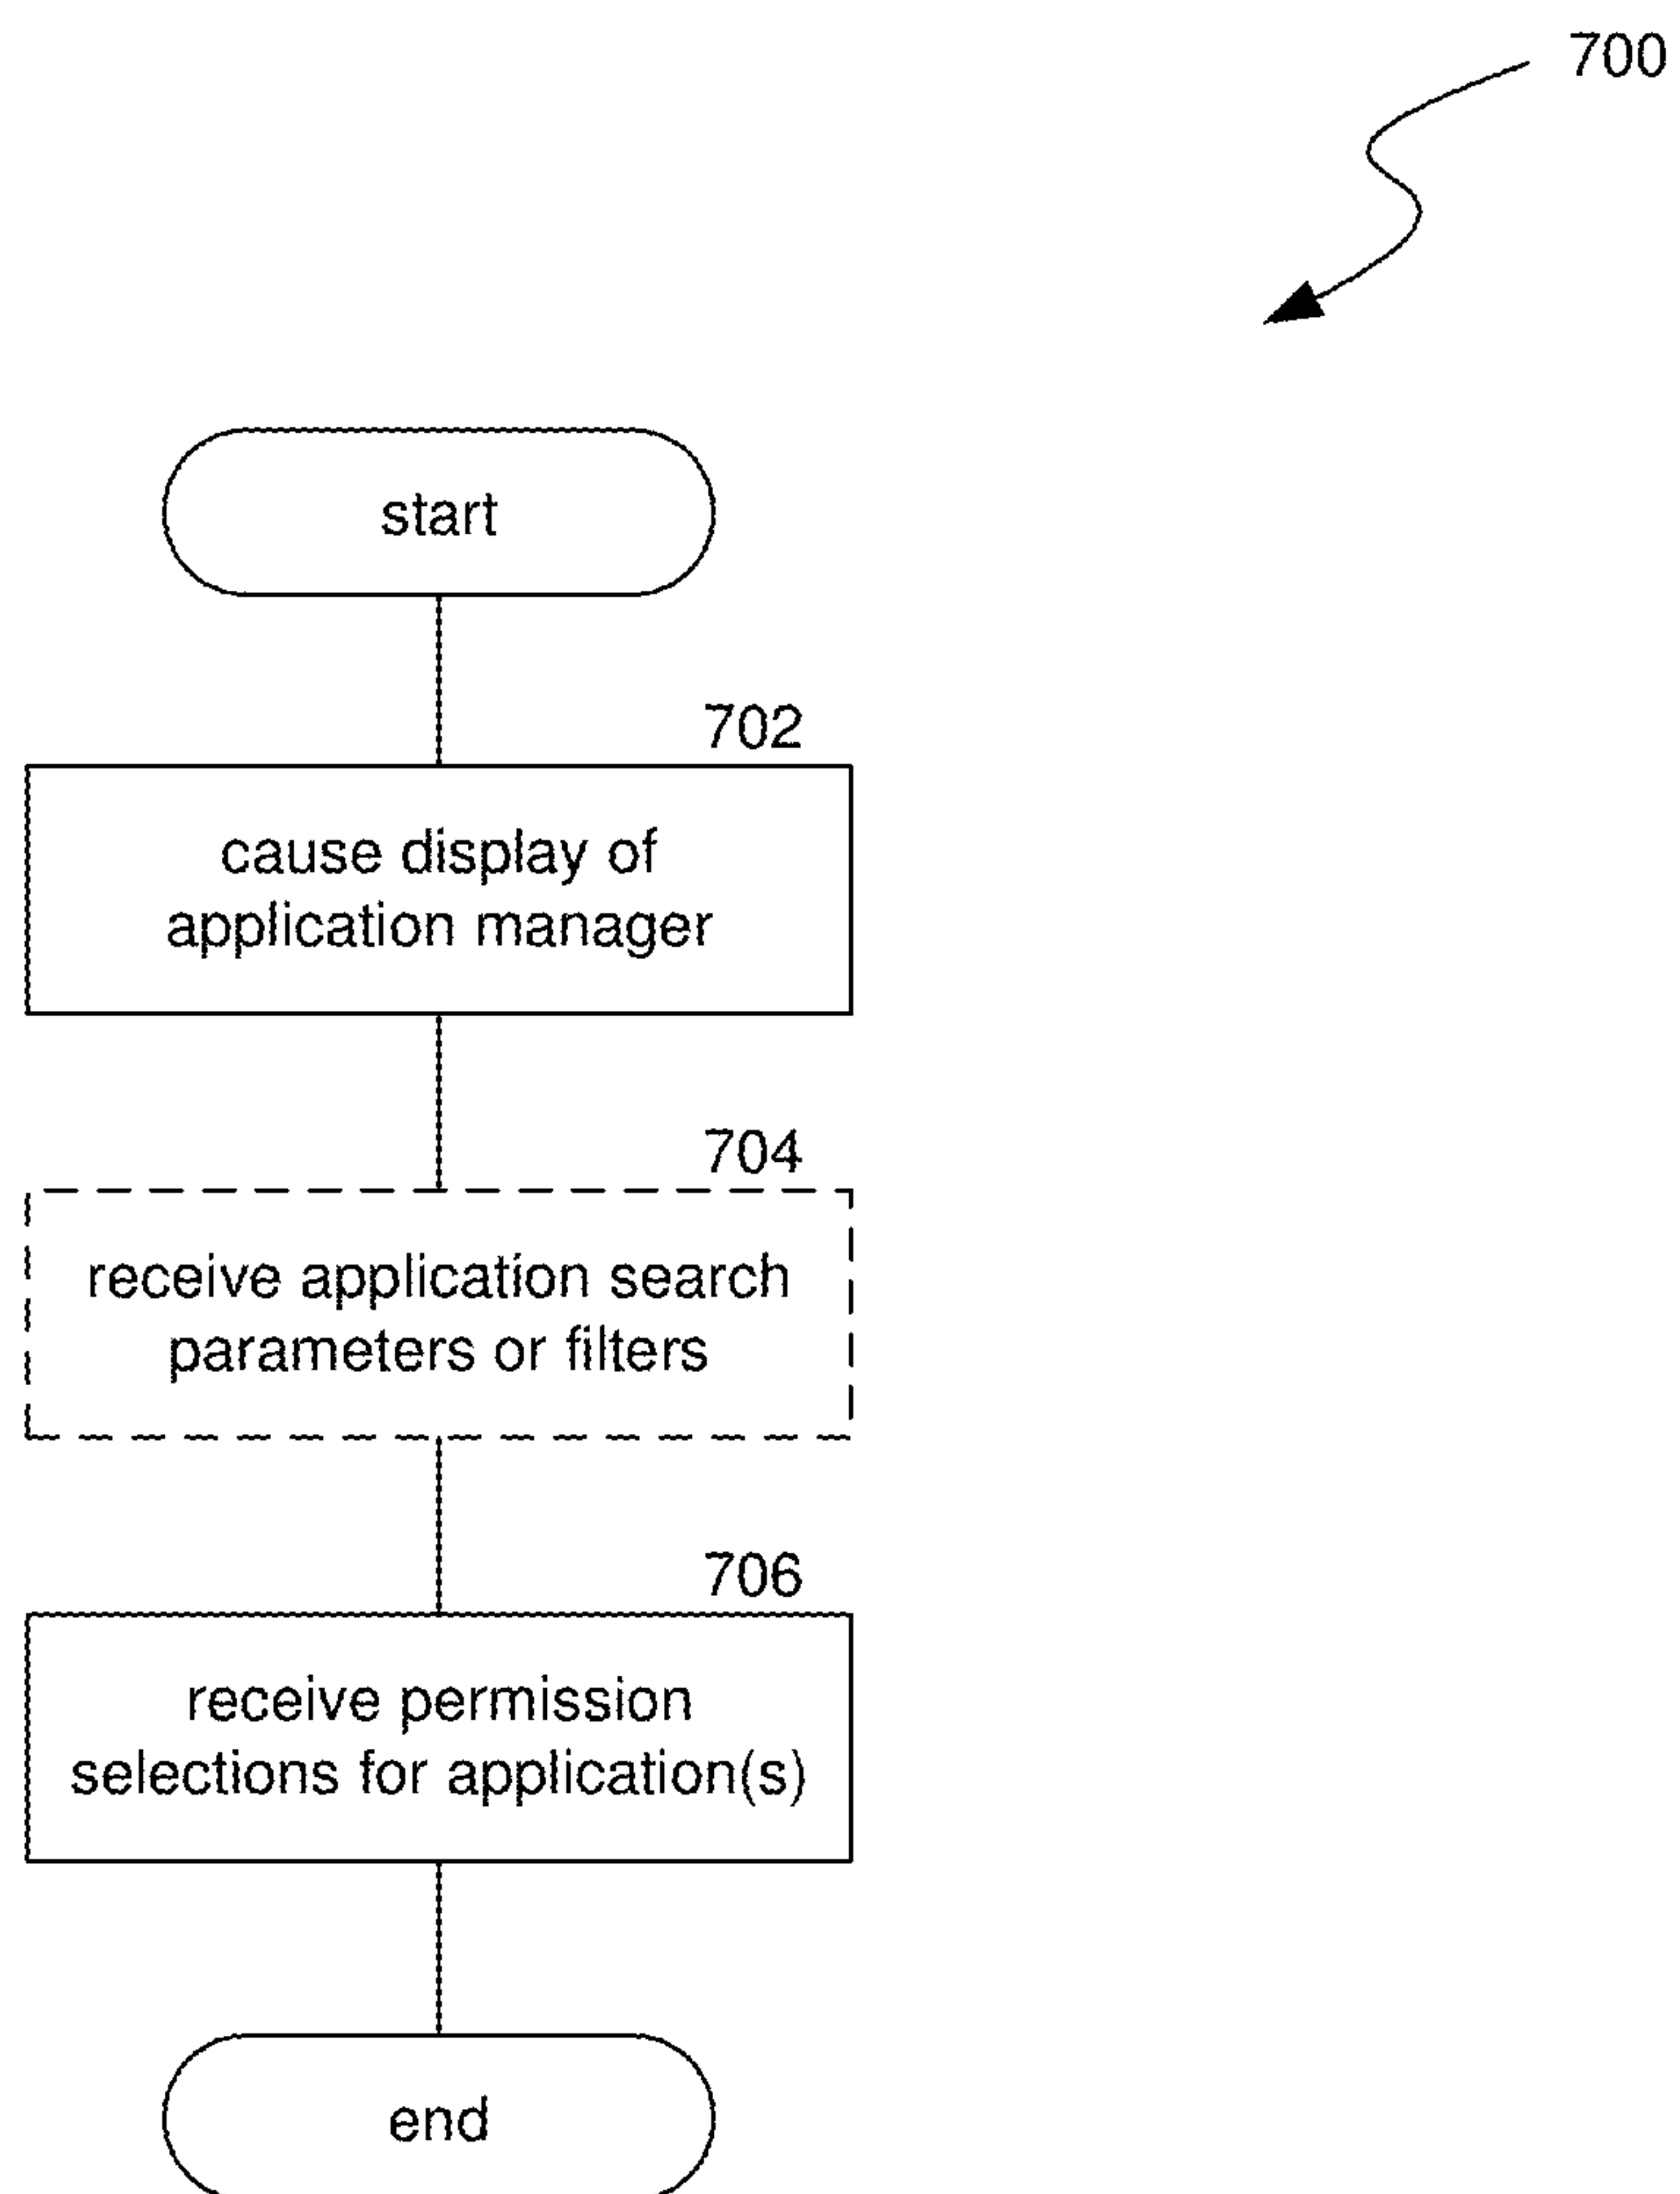 700
start
702
cause display of
application manager
704
receive application search
parameters or filters
706
receive permission
selections for application(s)
end